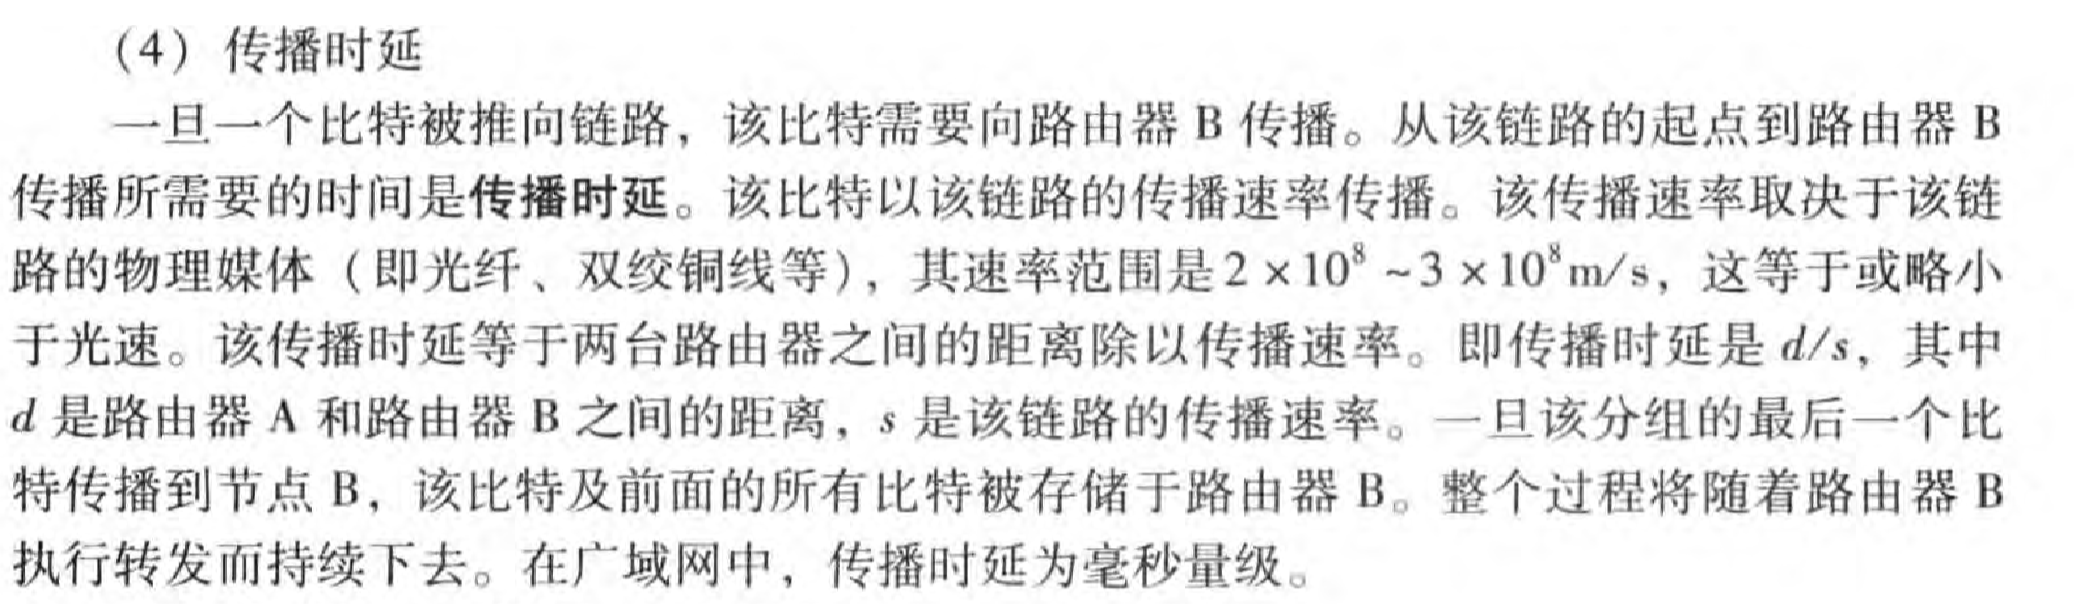 （4）传播时延
一旦一个比特被推向链路，该比特需要向路由器 B 传播。从该链路的起点到路由器 B
传播所需要的时间是传播时延。该比特以该链路的传播速率传播。该传播速率取决于该链
路的物理媒体（即光纤、双绞铜线等），其速率范围是 2 × 10⁸ ~ 3 × 10⁸ m/s，这等于或略小
于光速。该传播时延等于两台路由器之间的距离除以传播速率。即传播时延是 d/s，其中
d 是路由器 A 和路由器 B 之间的距离，s 是该链路的传播速率。一旦该分组的最后一个比
特传播到节点 B，该比特及前面的所有比特被存储于路由器 B。整个过程将随着路由器 B
执行转发而持续下去。在广域网中，传播时延为毫秒量级。